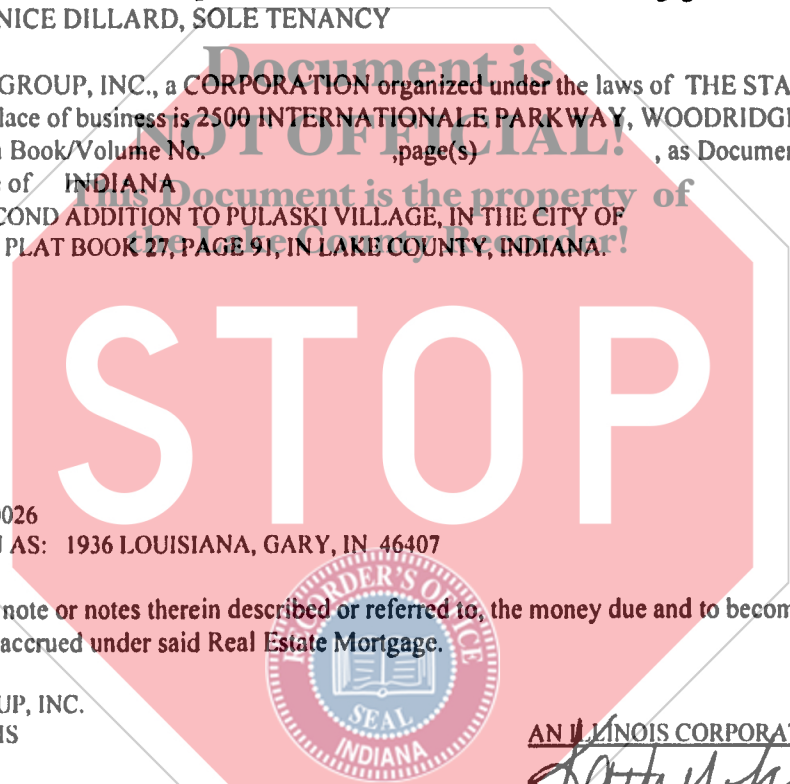 NICE DILLARD, SOLE TENANCY
Document is
GROUP, INC., a CORPORATION organized under the laws of THE STA
lace of business is 2500 INTERNATIONALE PARKWAY, WOODRIDGE
NOT OFFICIAL!
Book/Volume No. ,page(s) , as Documen
e of INDIANA
This Document is the property of
COND ADDITION TO PULASKI VILLAGE, IN THE CITY OF
the Lake County Recorder!
PLAT BOOK 27, PAGE 91, IN LAKE COUNTY, INDIANA.
STOP
0026
N AS: 1936 LOUISIANA, GARY, IN 46407
note or notes therein described or referred to, the money due and to becom
accrued under said Real Estate Mortgage.
RECORDER'S OFFICE
SEAL
INDIANA
UP, INC.
IS
AN ILLINOIS CORPORAT